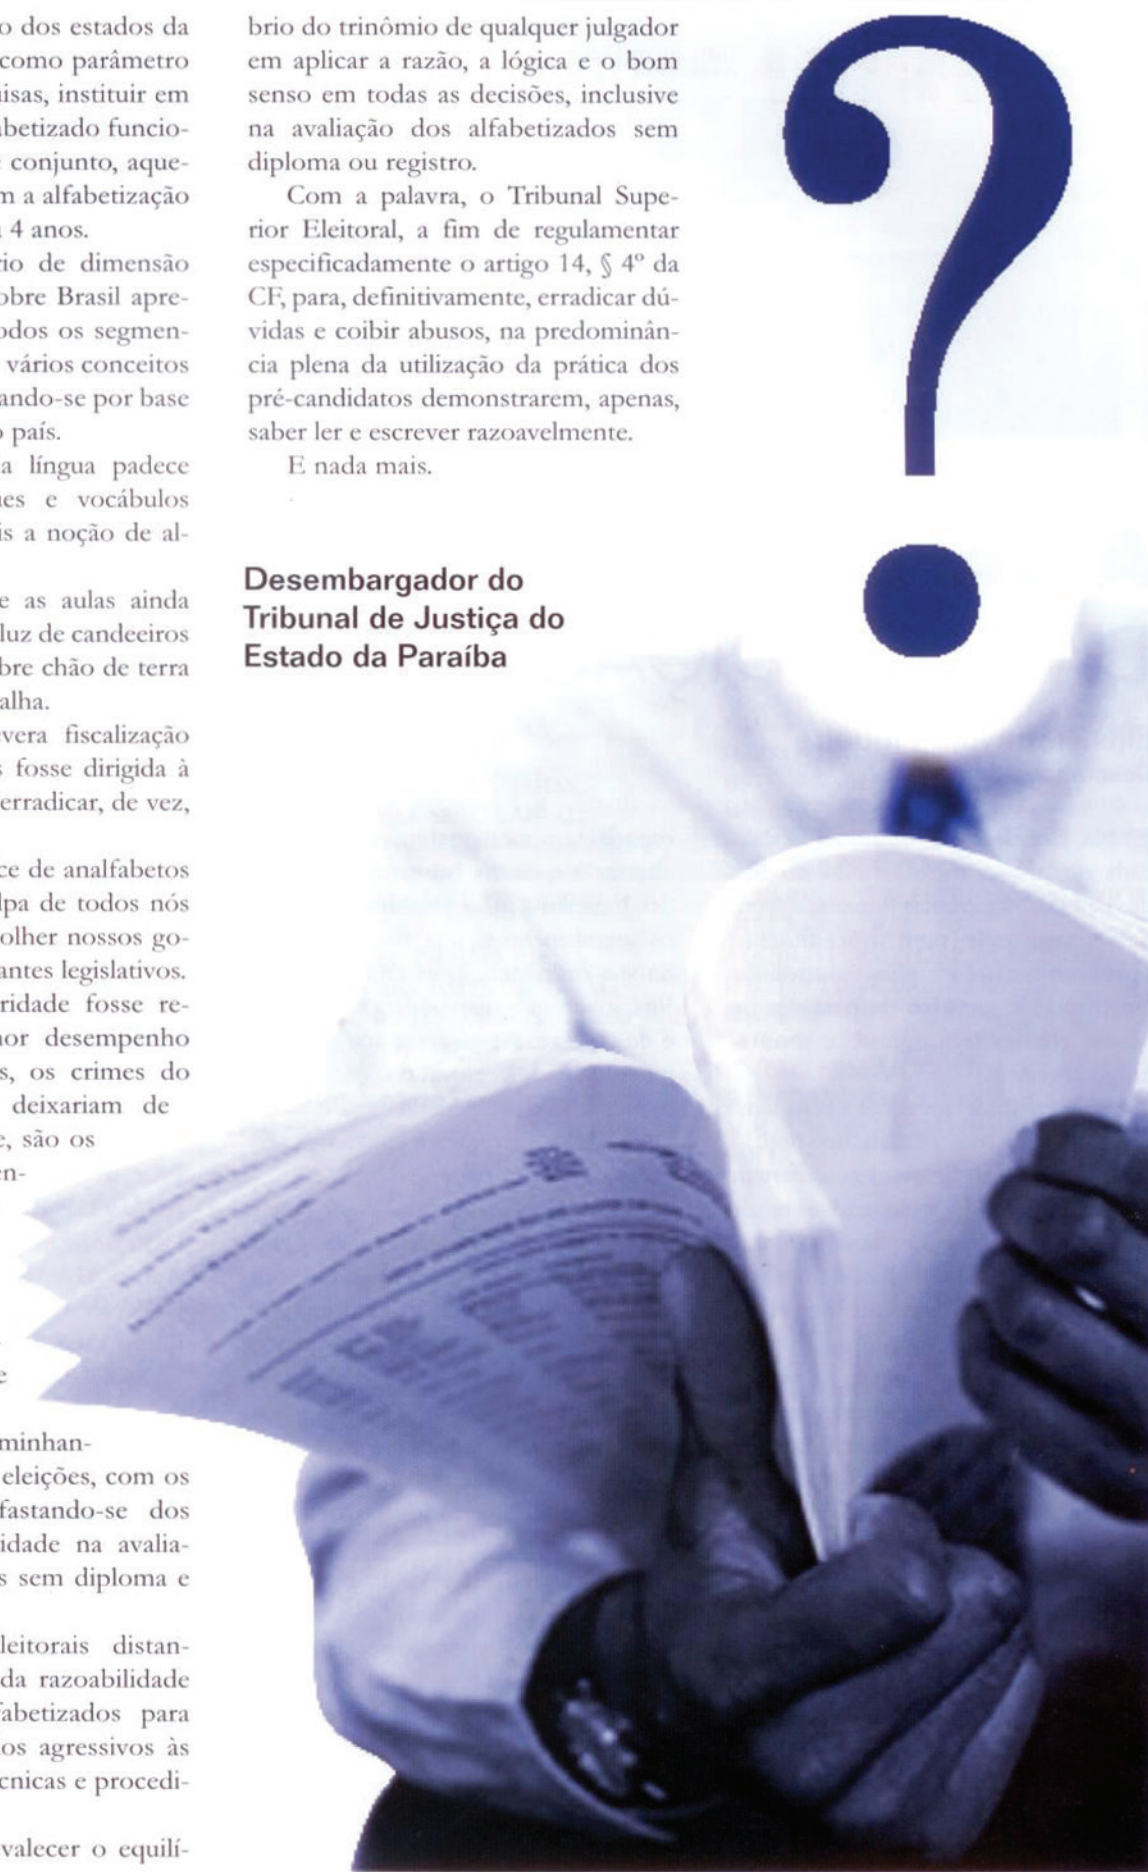 o dos estados da
como parâmetro
isas, instituir em
abetizado funcio-
conjunto, aque-
m a alfabetização
4 anos.
io de dimensão
obre Brasil apre-
odos os segmen-
vários conceitos
ando-se por base
o país.
a língua padece
es e vocábulos
is a noção de al-
e as aulas ainda
luz de candeeiros
bre chão de terra
alha.
vera fiscalização
s fosse dirigida à
erradicar, de vez,
ce de analfabetos
lpa de todos nós
olher nossos go-
antes legislativos.
ridade fosse re-
nor desempenho
s, os crimes do
deixariam de
e, são os
en-
e
minhan-
eleições, com os
fastando-se dos
idade na avalia-
s sem diploma e
leitorais distan-
da razoabilidade
fabetizados para
os agressivos às
cnicas e procedi-
valecer o equilí-
brio do trinômio de qualquer julgador
em aplicar a razão, a lógica e o bom
senso em todas as decisões, inclusive
na avaliação dos alfabetizados sem
diploma ou registro.
Com a palavra, o Tribunal Supe-
rior Eleitoral, a fim de regulamentar
especificadamente o artigo 14, § 4º da
CF, para, definitivamente, erradicar dú-
vidas e coibir abusos, na predominân-
cia plena da utilização da prática dos
pré-candidatos demonstrarem, apenas,
saber ler e escrever razoavelmente.
E nada mais.
Desembargador do
Tribunal de Justiça do
Estado da Paraíba
?